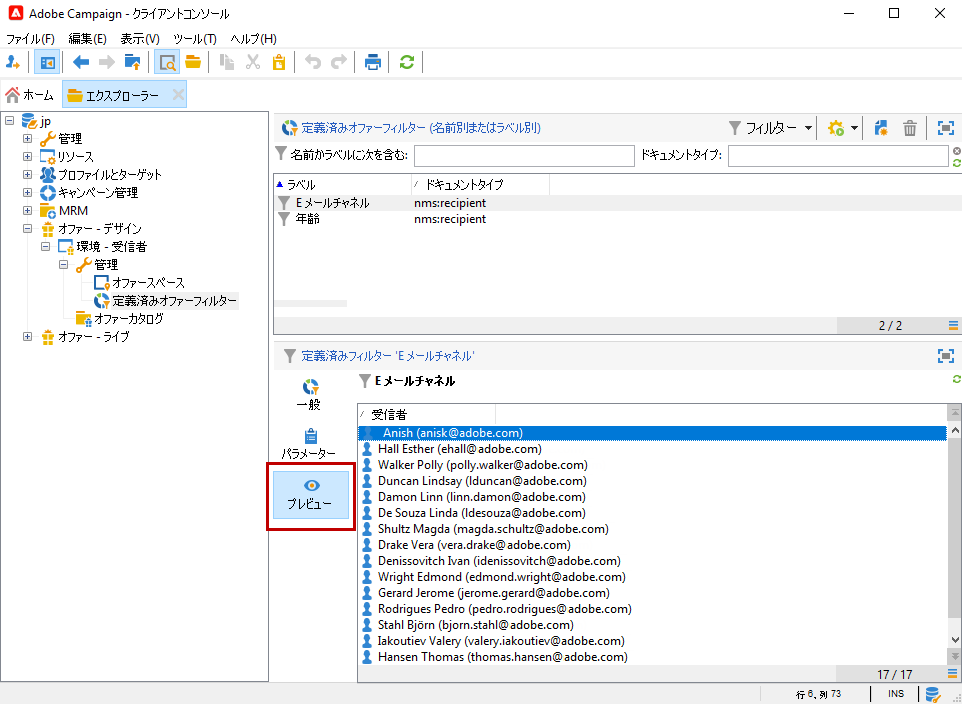 Adobe Campaign - クライアントコンソール
ファイル(F) 編集(E) 表示(V) ツール(T) ヘルプ(H)
ホーム エクスプローラー
jp
管理
リソース
プロファイルとターゲット
キャンペーン管理
MRM
オファー - デザイン
環境 - 受信者
管理
オファースペース
定義済みオファーフィルター
オファーカタログ
オファー - ライブ
定義済みオファーフィルター (名前別またはラベル別)
フィルター
名前かラベルに次を含む: ドキュメントタイプ:
ラベル ドキュメントタイプ
Eメールチャネル nms:recipient
年齢 nms:recipient
2 / 2
定義済みフィルター 'Eメールチャネル'
一般
パラメーター
プレビュー
Eメールチャネル
受信者
Anish (anisk@adobe.com)
Hall Esther (ehall@adobe.com)
Walker Polly (polly.walker@adobe.com)
Duncan Lindsay (lduncan@adobe.com)
Damon Linn (linn.damon@adobe.com)
De Souza Linda (ldesouza@adobe.com)
Shultz Magda (magda.schultz@adobe.com)
Drake Vera (vera.drake@adobe.com)
Denissovitch Ivan (idenissovitch@adobe.com)
Wright Edmond (edmond.wright@adobe.com)
Gerard Jerome (jerome.gerard@adobe.com)
Rodrigues Pedro (pedro.rodrigues@adobe.com)
Stahl Björn (bjorn.stahl@adobe.com)
Iakoutiev Valery (valery.iakoutiev@adobe.com)
Hansen Thomas (thomas.hansen@adobe.com)
17 / 17
行 6、列 73 INS